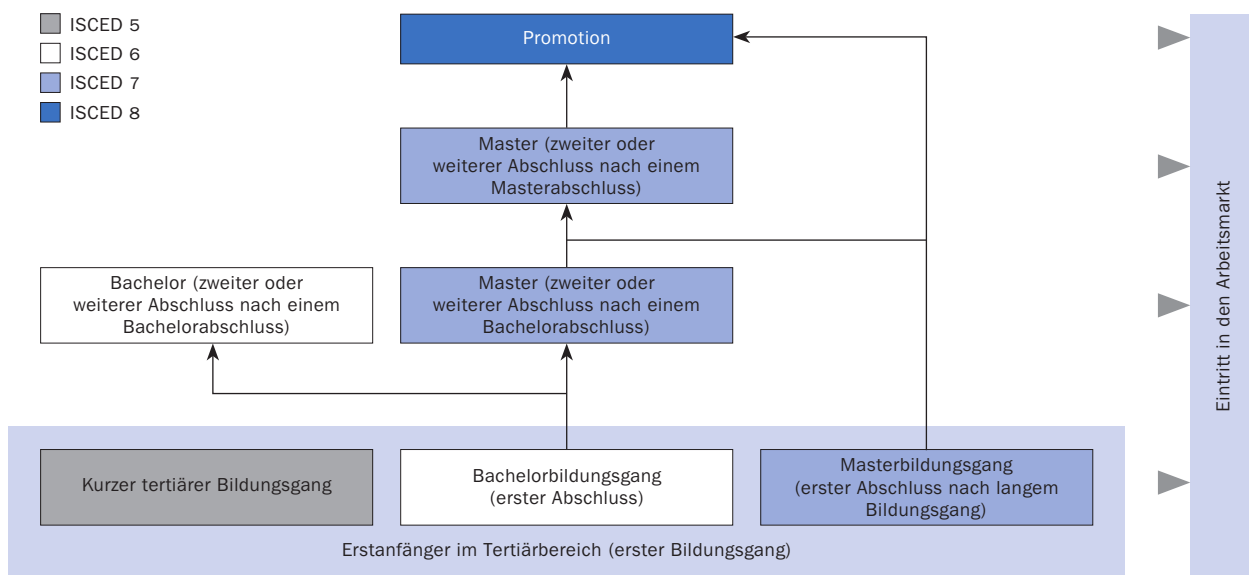 ISCED 5
ISCED 6
ISCED 7
ISCED 8
Promotion
Master (zweiter oder
weiterer Abschluss nach einem
Masterabschluss)
Bachelor (zweiter oder
weiterer Abschluss nach einem
Bachelorabschluss)
Master (zweiter oder
weiterer Abschluss nach einem
Bachelorabschluss)
Kurzer tertiärer Bildungsgang
Bachelorbildungsgang
(erster Abschluss)
Masterbildungsgang
(erster Abschluss nach langem
Bildungsgang)
Erstanfänger im Tertiärbereich (erster Bildungsgang)
Eintritt in den Arbeitsmarkt